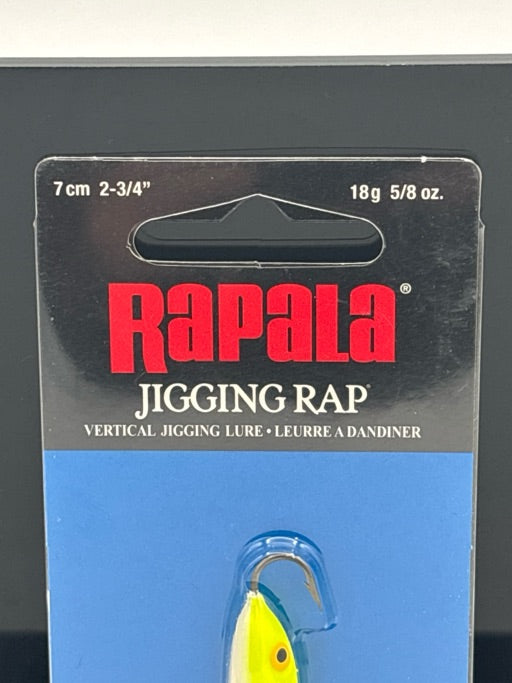 7cm 2-3/4"
18g 5/8 oz.
RAPALA®
JIGGING RAP®
VERTICAL JIGGING LURE • LEURRE A DANDINER